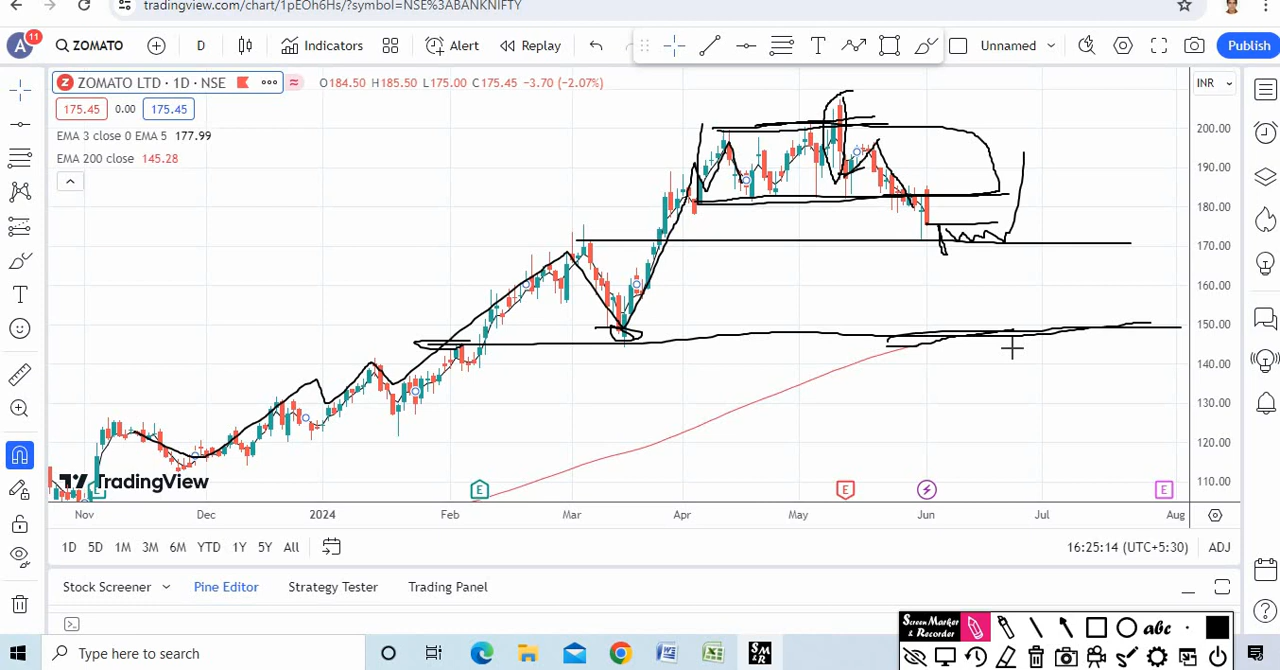 tradingview.com/chart/1pEOh6Hs/?symbol=NSE%3ABANKNIFTY
A 11 ZOMATO D Indicators Alert Replay T Unnamed Publish
Z ZOMATO LTD · 1D · NSE ••• ≈ O184.50 H185.50 L175.00 C175.45 −3.70 (−2.07%) INR
175.45 0.00 175.45
EMA 3 close 0 EMA 5 177.99
EMA 200 close 145.28
200.00
190.00
180.00
170.00
160.00
150.00
140.00
130.00
120.00
110.00
TradingView
E E E E
Nov Dec 2024 Feb Mar Apr May Jun Jul Aug
1D 5D 1M 3M 6M YTD 1Y 5Y All 16:25:14 (UTC+5:30) ADJ
Stock Screener Pine Editor Strategy Tester Trading Panel
Screen Marker & Recorder abc
Type here to search
SM &R